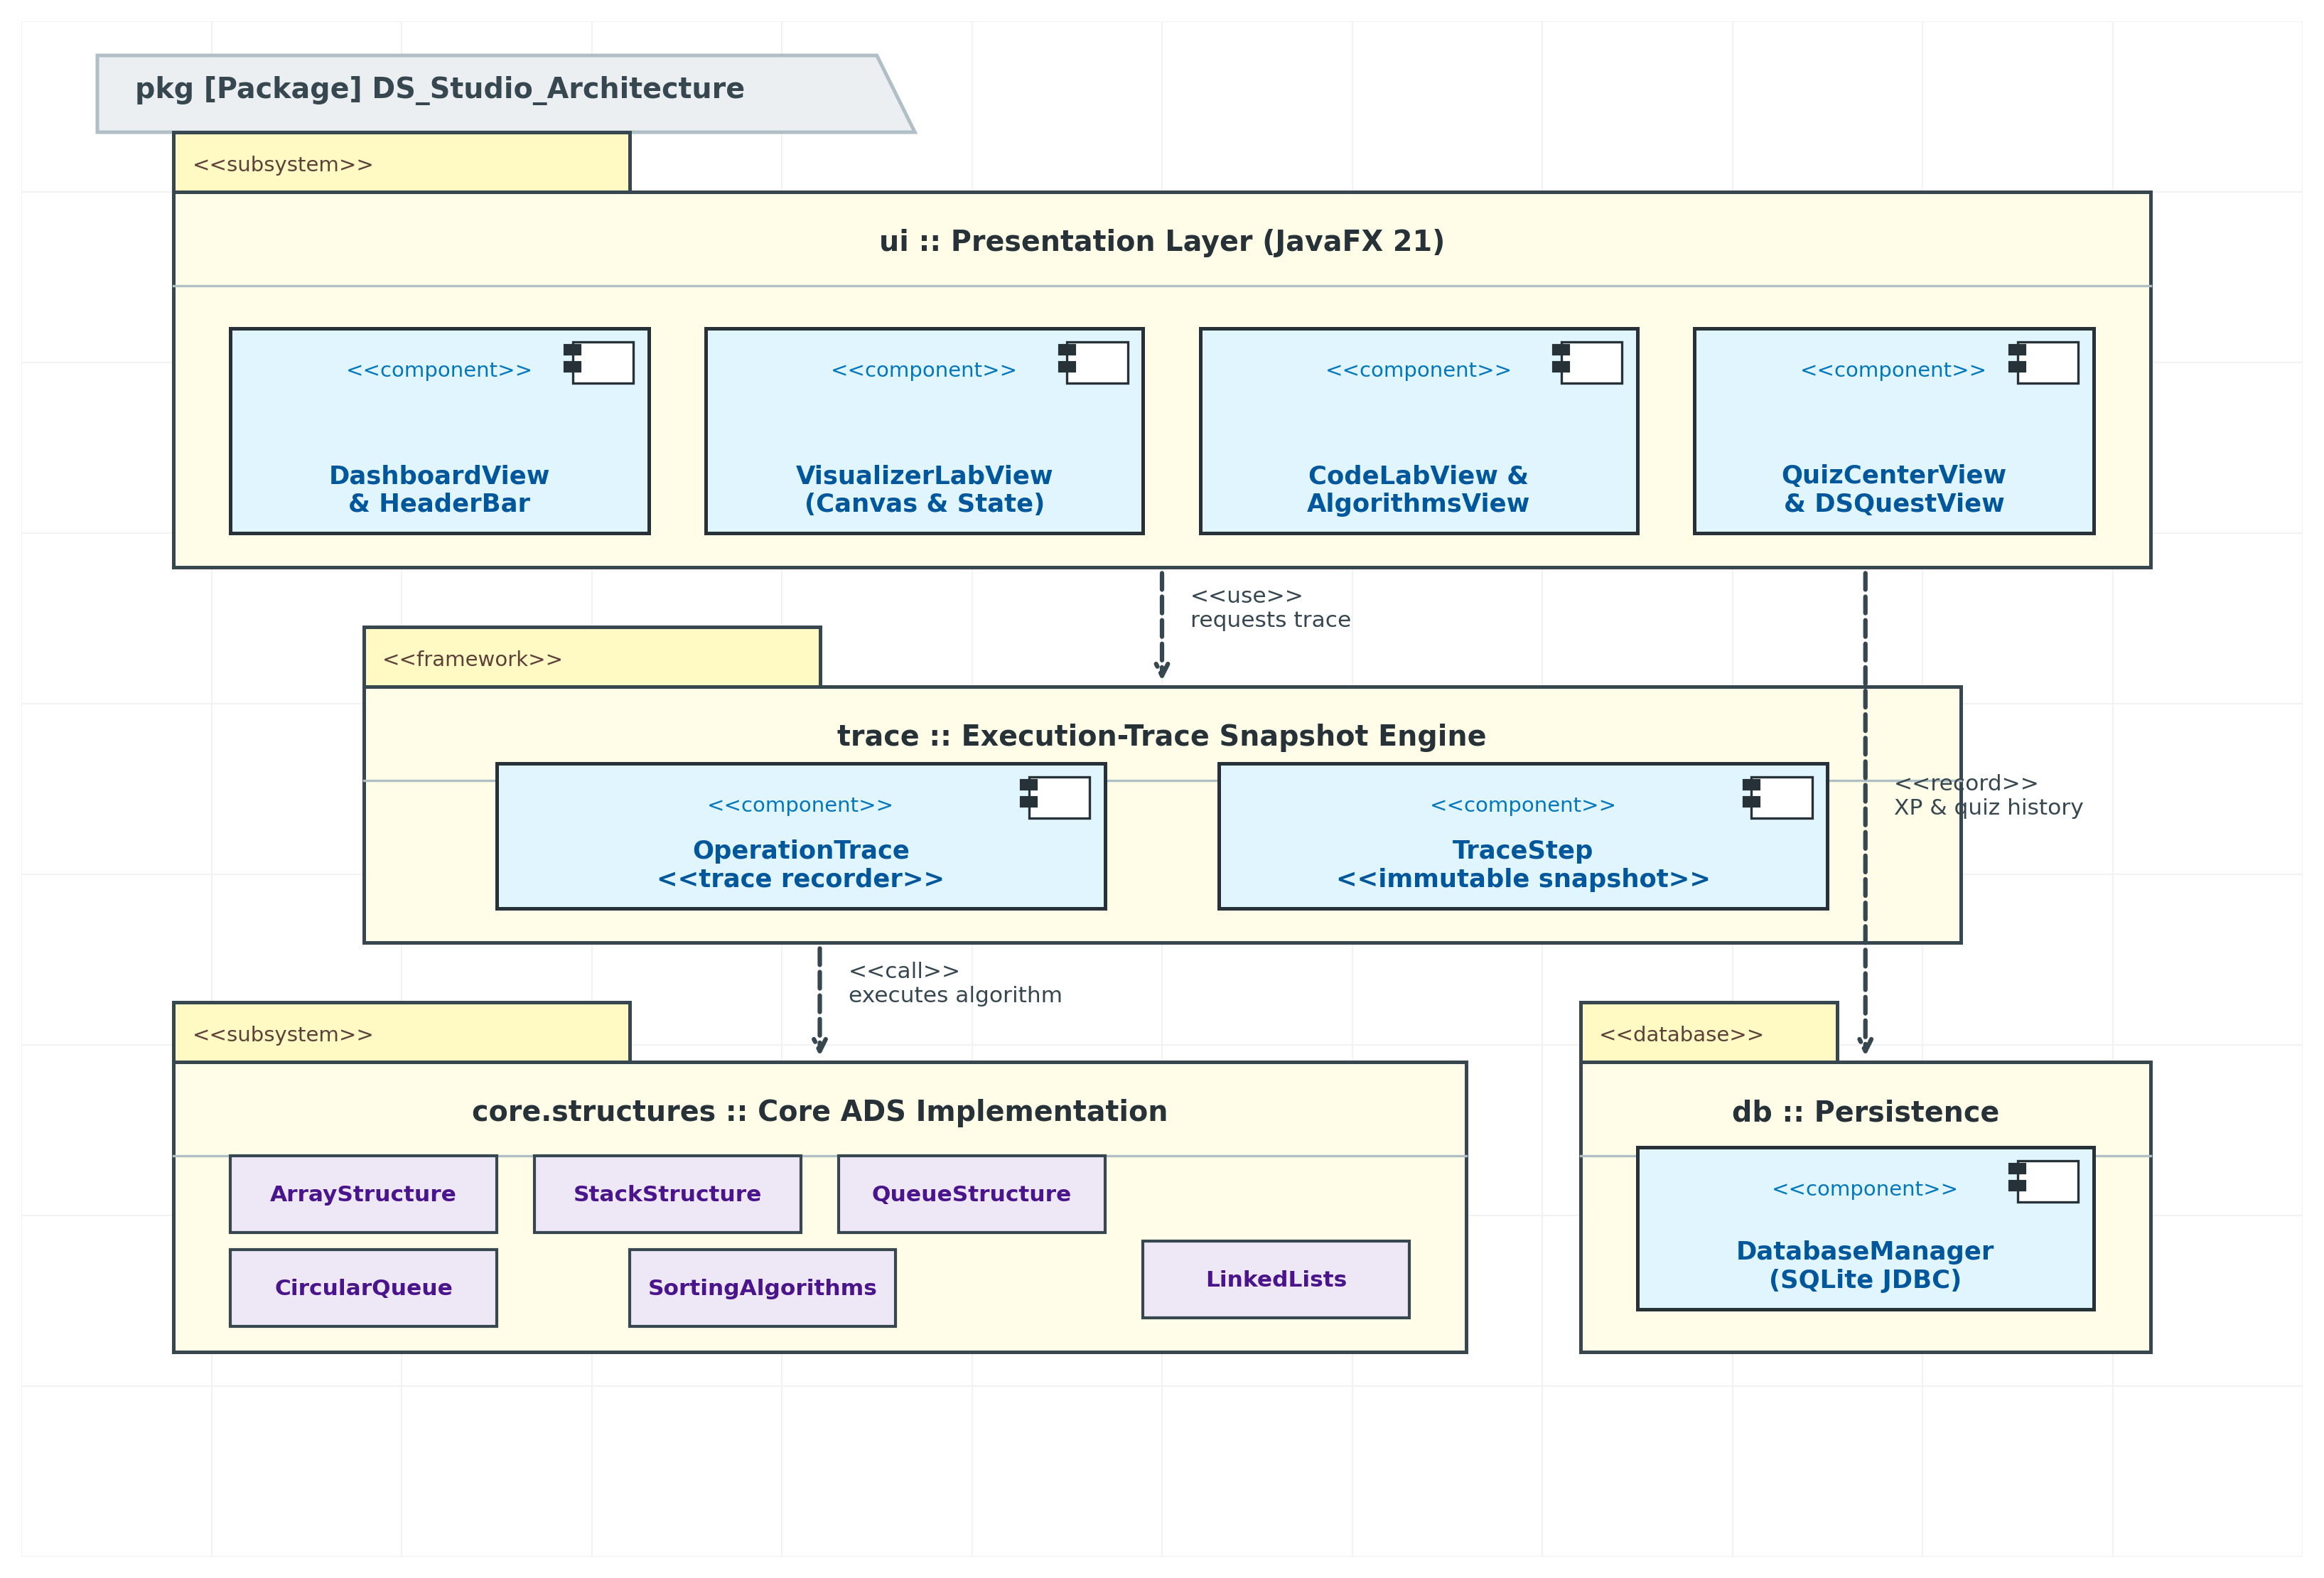 pkg [Package] DS_Studio_Architecture
<<subsystem>>
ui :: Presentation Layer (JavaFX 21)
<<component>>
DashboardView
& HeaderBar
<<component>>
VisualizerLabView
(Canvas & State)
<<component>>
CodeLabView &
AlgorithmsView
<<component>>
QuizCenterView
& DSQuestView
<<use>>
requests trace
<<framework>>
trace :: Execution-Trace Snapshot Engine
<<component>>
OperationTrace
<<trace recorder>>
<<component>>
TraceStep
<<immutable snapshot>>
<<record>>
XP & quiz history
<<call>>
executes algorithm
<<subsystem>>
core.structures :: Core ADS Implementation
ArrayStructure
StackStructure
QueueStructure
CircularQueue
SortingAlgorithms
LinkedLists
<<database>>
db :: Persistence
<<component>>
DatabaseManager
(SQLite JDBC)